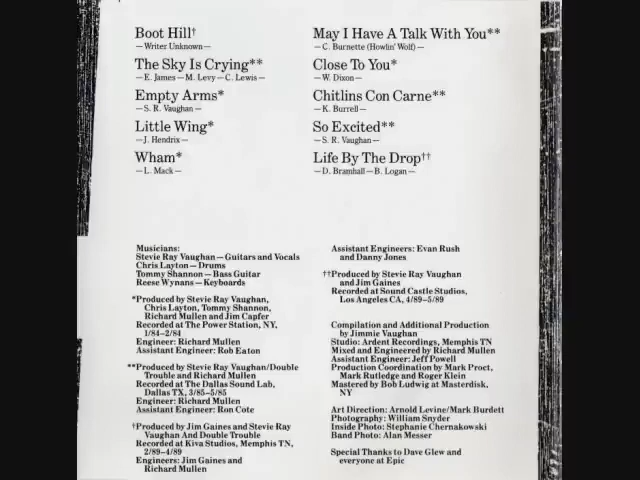 Boot Hill†
—Writer Unknown—
The Sky Is Crying**
—E. James—M. Levy—C. Lewis—
Empty Arms*
—S. R. Vaughan—
Little Wing*
—J. Hendrix—
Wham*
—L. Mack—
May I Have A Talk With You**
—C. Burnette (Howlin' Wolf)—
Close To You*
—W. Dixon—
Chitlins Con Carne**
—K. Burrell—
So Excited**
—S. R. Vaughan—
Life By The Drop††
—D. Bramhall—B. Logan—
Musicians:
Stevie Ray Vaughan—Guitars and Vocals
Chris Layton—Drums
Tommy Shannon—Bass Guitar
Reese Wynans—Keyboards
*Produced by Stevie Ray Vaughan,
Chris Layton, Tommy Shannon,
Richard Mullen and Jim Capfer
Recorded at The Power Station, NY,
1/84–2/84
Engineer: Richard Mullen
Assistant Engineer: Rob Eaton
**Produced by Stevie Ray Vaughan/Double
Trouble and Richard Mullen
Recorded at The Dallas Sound Lab,
Dallas TX, 3/85–5/85
Engineer: Richard Mullen
Assistant Engineer: Ron Cote
†Produced by Jim Gaines and Stevie Ray
Vaughan And Double Trouble
Recorded at Kiva Studios, Memphis TN,
2/89–4/89
Engineers: Jim Gaines and
Richard Mullen
Assistant Engineers: Evan Rush
and Danny Jones
††Produced by Stevie Ray Vaughan
and Jim Gaines
Recorded at Sound Castle Studios,
Los Angeles CA, 4/89–5/89
Compilation and Additional Production
by Jimmie Vaughan
Studio: Ardent Recordings, Memphis TN
Mixed and Engineered by Richard Mullen
Assistant Engineer: Jeff Powell
Production Coordination by Mark Proct,
Mark Rutledge and Roger Klein
Mastered by Bob Ludwig at Masterdisk,
NY
Art Direction: Arnold Levine/Mark Burdett
Photography: William Snyder
Inside Photo: Stephanie Chernakowski
Band Photo: Alan Messer
Special Thanks to Dave Glew and
everyone at Epic